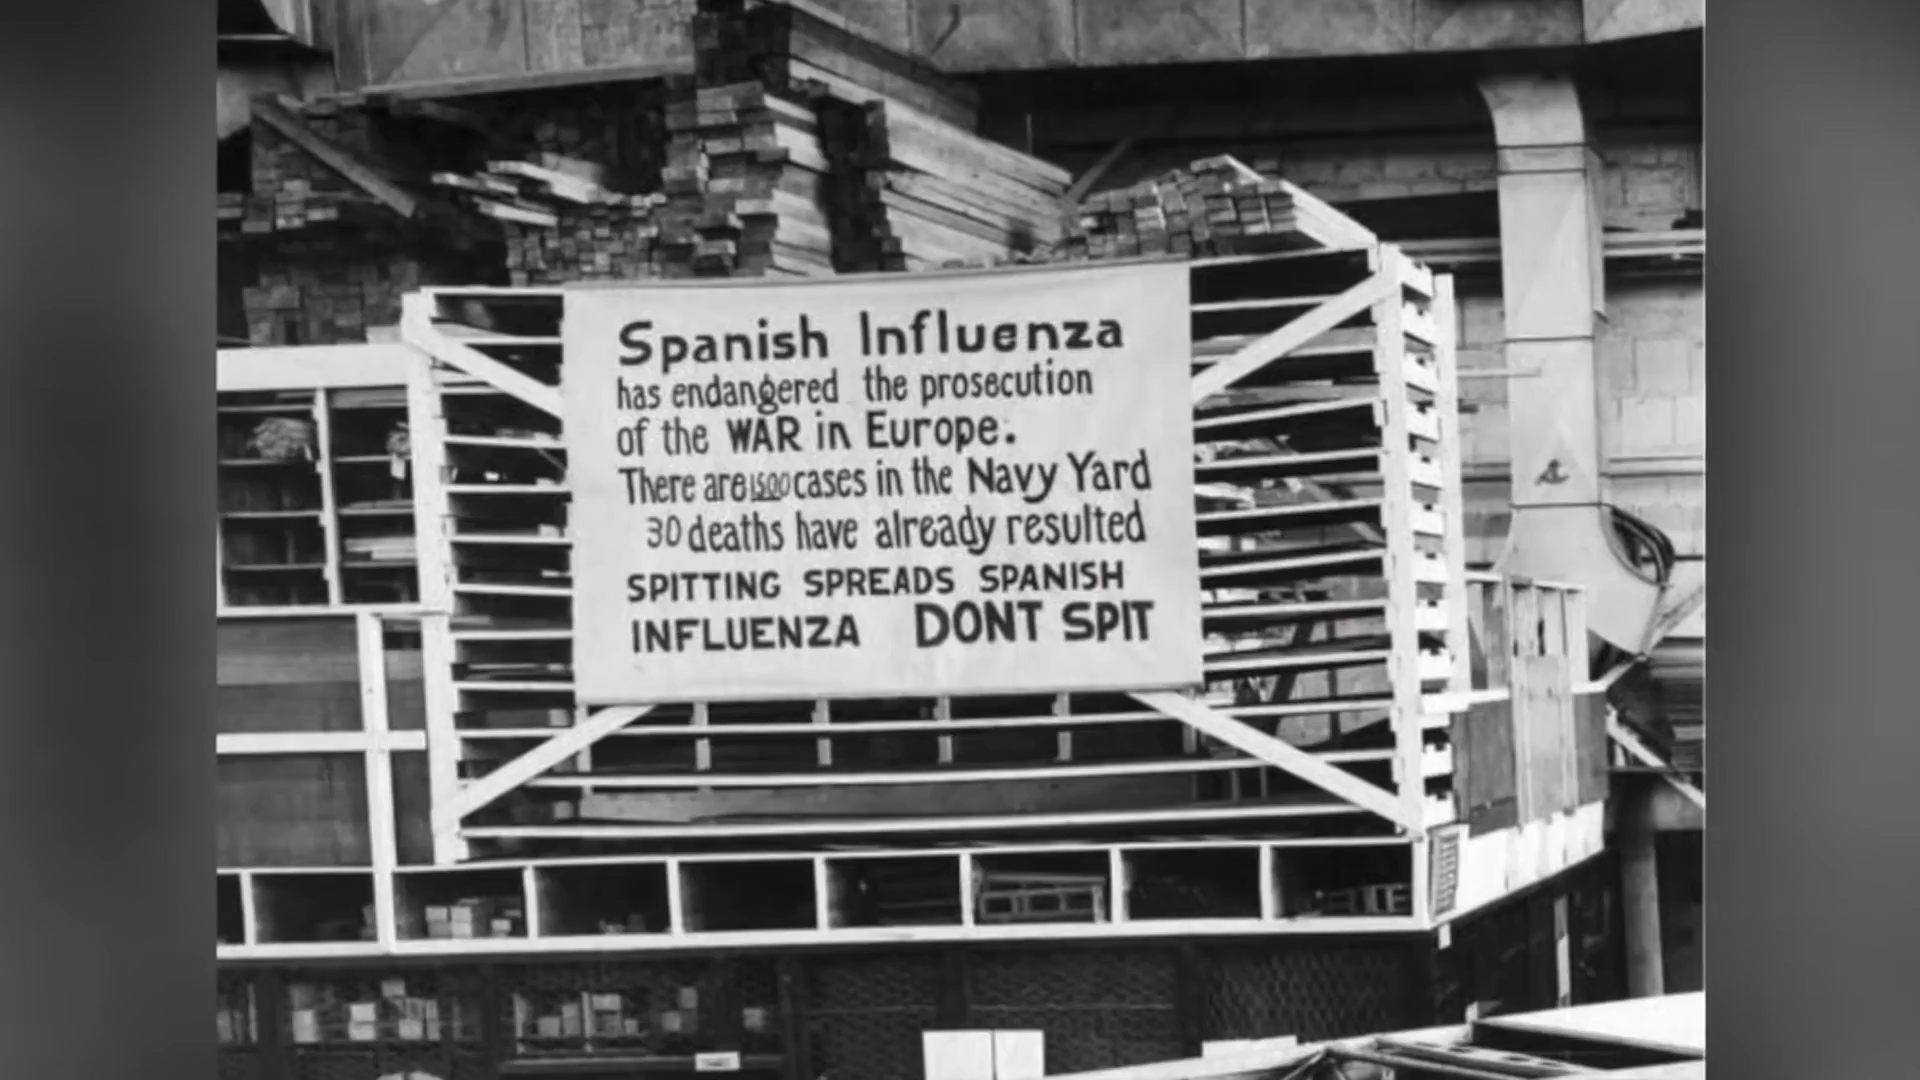 Spanish Influenza
has endangered the prosecution
of the WAR in Europe.
There are 1500 cases in the Navy Yard
30 deaths have already resulted
SPITTING SPREADS SPANISH
INFLUENZA DONT SPIT